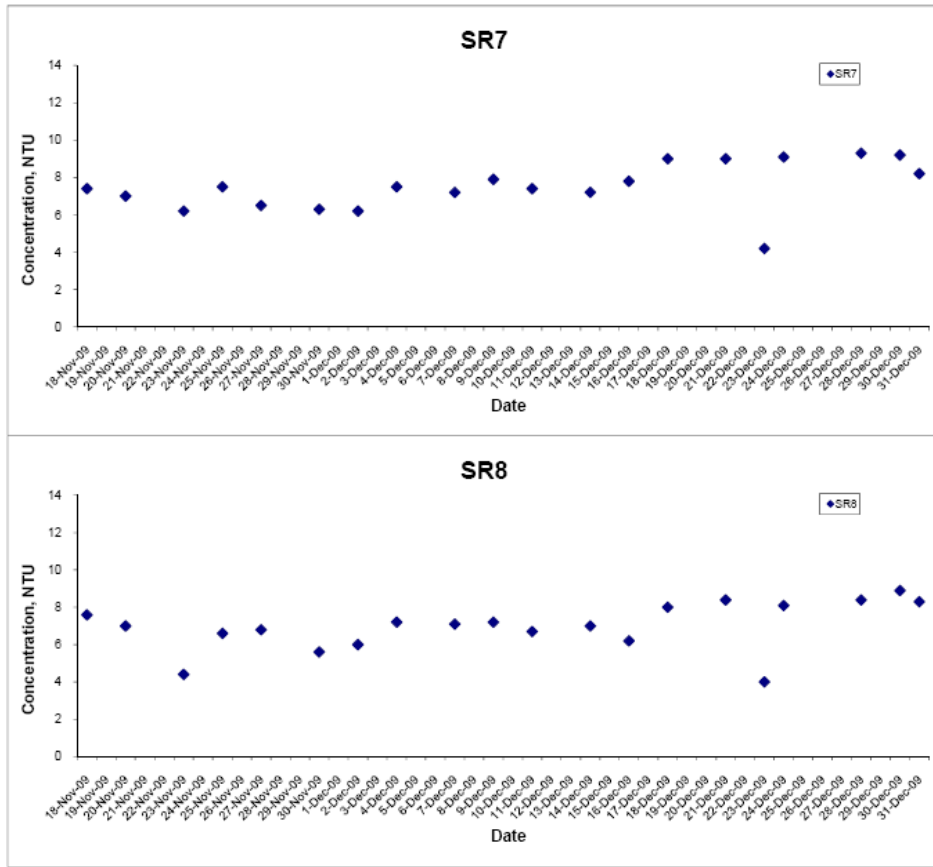 SR7
SR7
14
12
10
8
6
4
2
0
Concentration, NTU
18-Nov-09
19-Nov-09
20-Nov-09
21-Nov-09
22-Nov-09
23-Nov-09
24-Nov-09
25-Nov-09
26-Nov-09
27-Nov-09
28-Nov-09
29-Nov-09
30-Nov-09
1-Dec-09
2-Dec-09
3-Dec-09
4-Dec-09
5-Dec-09
6-Dec-09
7-Dec-09
8-Dec-09
9-Dec-09
10-Dec-09
11-Dec-09
12-Dec-09
13-Dec-09
14-Dec-09
15-Dec-09
16-Dec-09
17-Dec-09
18-Dec-09
19-Dec-09
20-Dec-09
21-Dec-09
22-Dec-09
23-Dec-09
24-Dec-09
25-Dec-09
26-Dec-09
27-Dec-09
28-Dec-09
29-Dec-09
30-Dec-09
31-Dec-09
Date
SR8
SR8
14
12
10
8
6
4
2
0
Concentration, NTU
18-Nov-09
19-Nov-09
20-Nov-09
21-Nov-09
22-Nov-09
23-Nov-09
24-Nov-09
25-Nov-09
26-Nov-09
27-Nov-09
28-Nov-09
29-Nov-09
30-Nov-09
1-Dec-09
2-Dec-09
3-Dec-09
4-Dec-09
5-Dec-09
6-Dec-09
7-Dec-09
8-Dec-09
9-Dec-09
10-Dec-09
11-Dec-09
12-Dec-09
13-Dec-09
14-Dec-09
15-Dec-09
16-Dec-09
17-Dec-09
18-Dec-09
19-Dec-09
20-Dec-09
21-Dec-09
22-Dec-09
23-Dec-09
24-Dec-09
25-Dec-09
26-Dec-09
27-Dec-09
28-Dec-09
29-Dec-09
30-Dec-09
31-Dec-09
Date